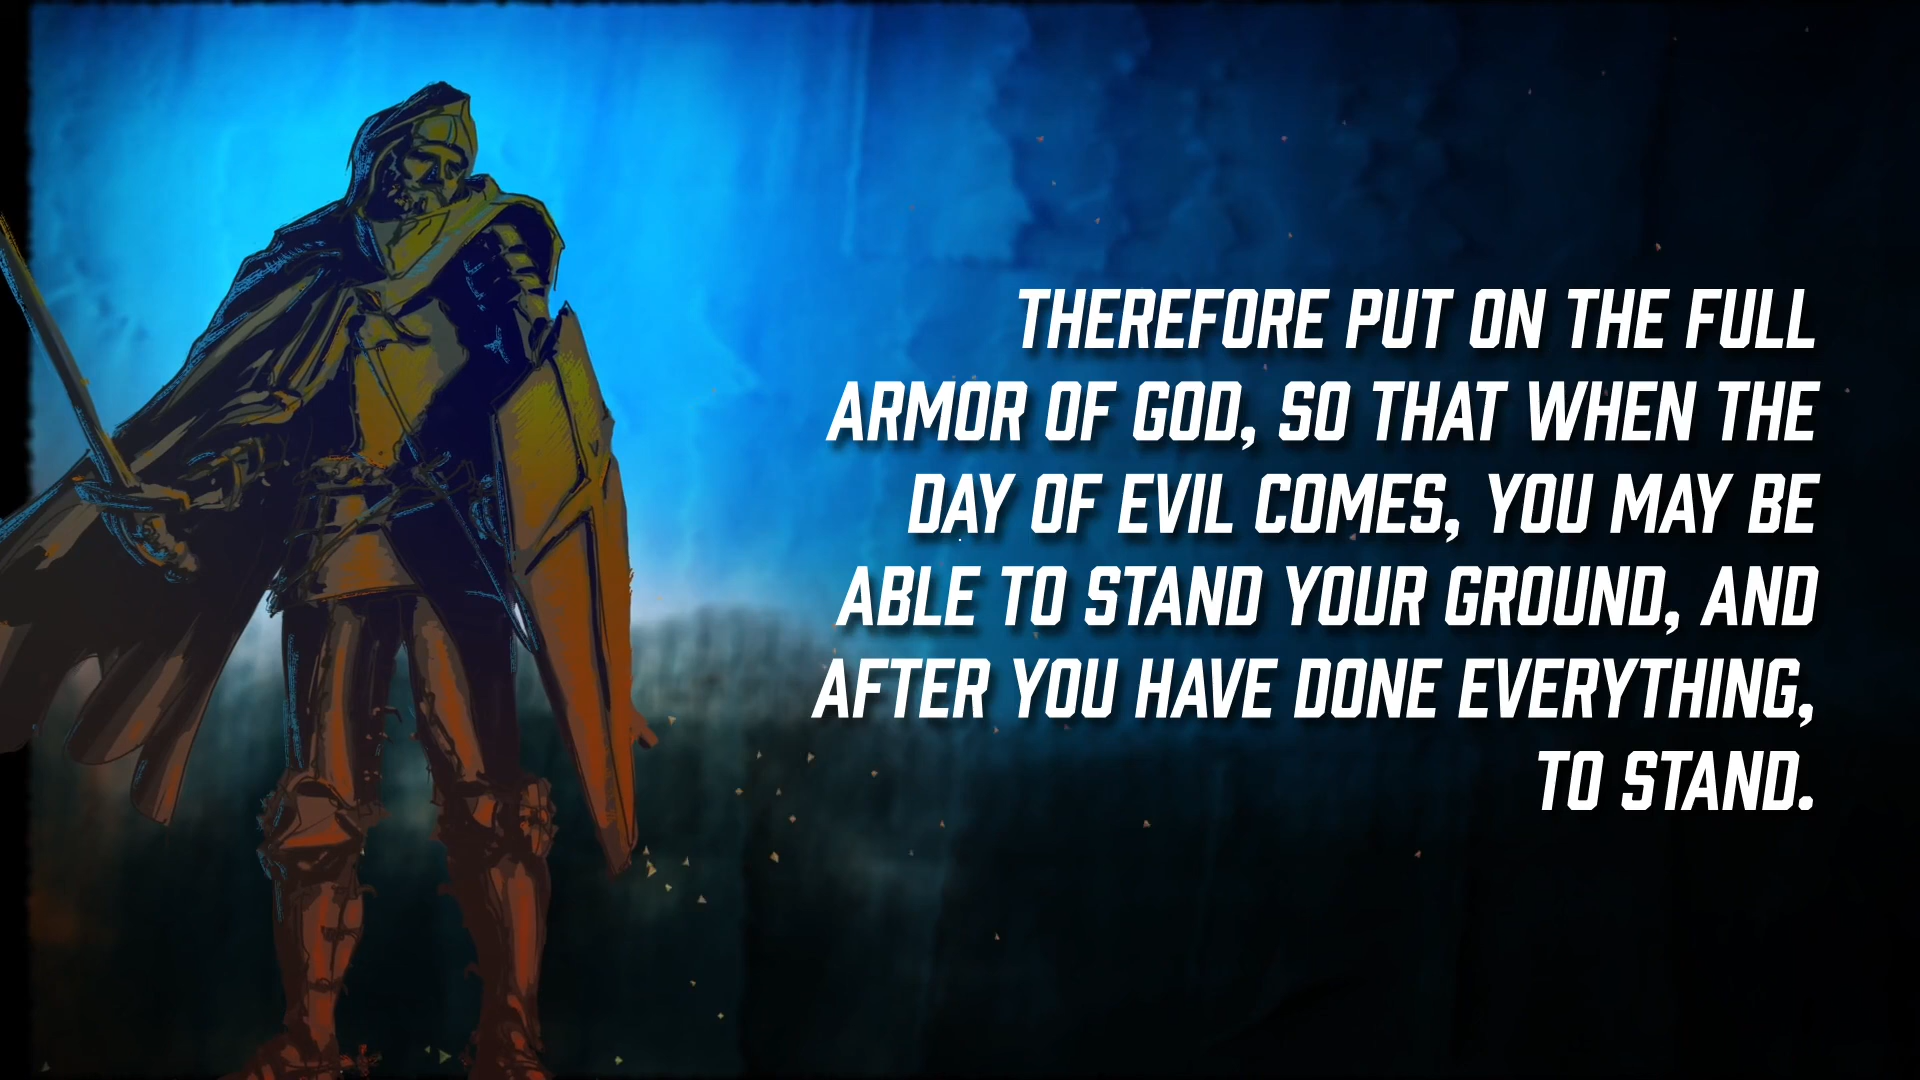 THEREFORE PUT ON THE FULL
ARMOR OF GOD, SO THAT WHEN THE
DAY OF EVIL COMES, YOU MAY BE
ABLE TO STAND YOUR GROUND, AND
AFTER YOU HAVE DONE EVERYTHING,
TO STAND.